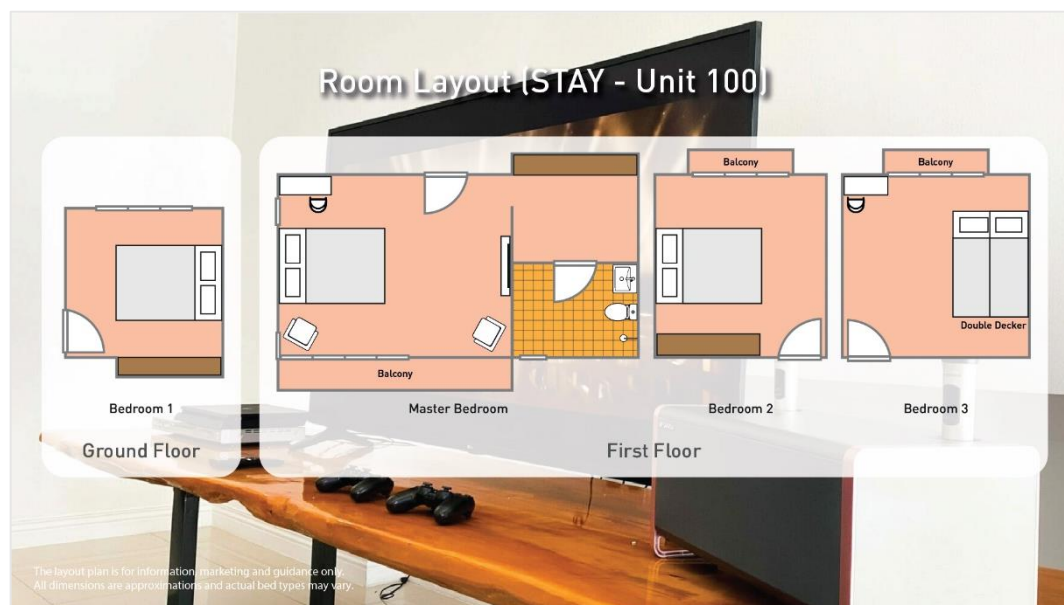 Room Layout (STAY - Unit 100)
Balcony
Balcony
Double Decker
Balcony
Bedroom 1
Master Bedroom
Bedroom 2
Bedroom 3
Ground Floor
First Floor
The layout plan is for information, marketing and guidance only.
All dimensions are approximations and actual bed types may vary.